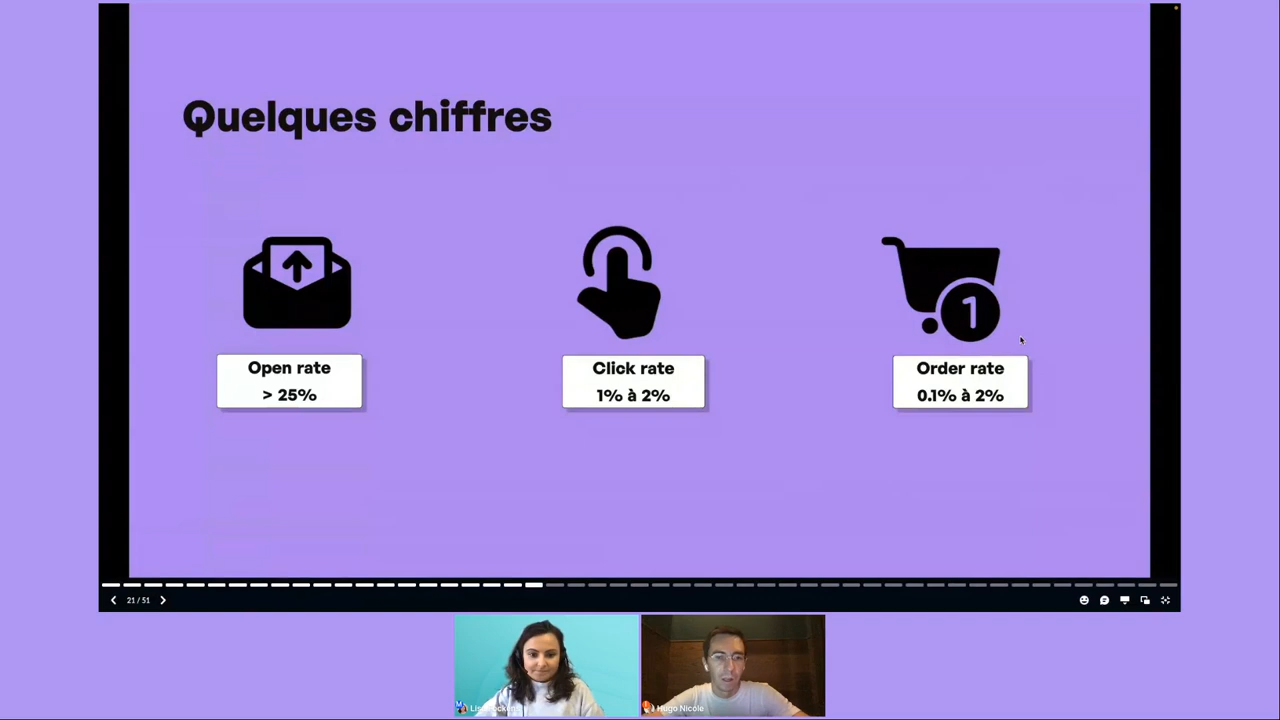 Quelques chiffres
1
Open rate
> 25%
Click rate
1% à 2%
Order rate
0.1% à 2%
21 / 51
Hugo Nicole